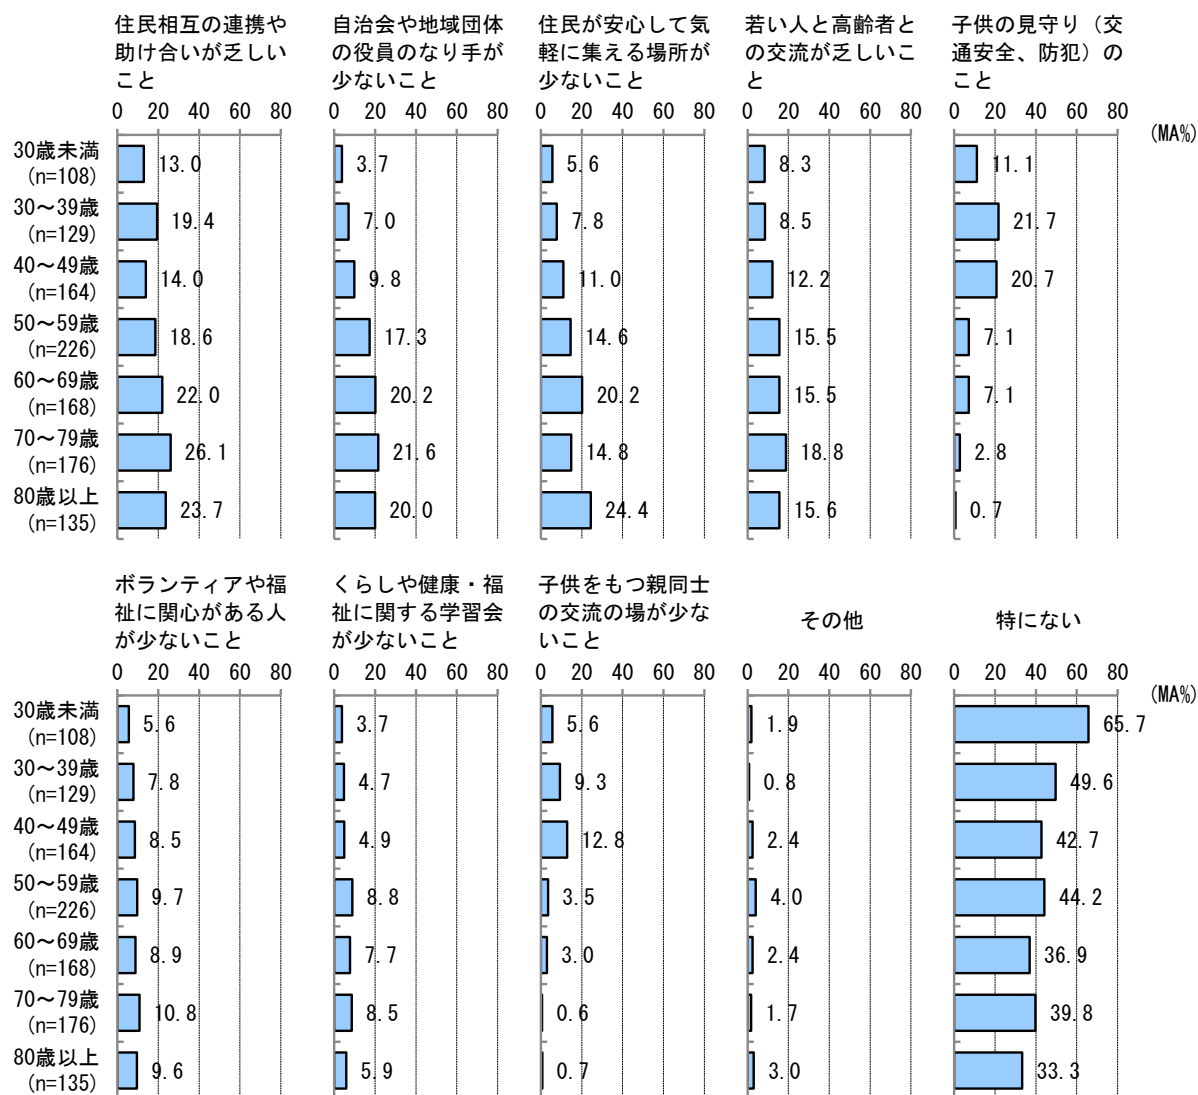 住民相互の連携や
助け合いが乏しい
こと
自治会や地域団体
の役員のなり手が
少ないこと
住民が安心して気
軽に集える場所が
少ないこと
若い人と高齢者と
の交流が乏しいこ
と
子供の見守り（交
通安全、防犯）の
こと
0 20 40 60 80 0 20 40 60 80 0 20 40 60 80 0 20 40 60 80 0 20 40 60 80
(MA%)
30歳未満
(n=108) 13.0 3.7 5.6 8.3 11.1
30～39歳
(n=129) 19.4 7.0 7.8 8.5 21.7
40～49歳
(n=164) 14.0 9.8 11.0 12.2 20.7
50～59歳
(n=226) 18.6 17.3 14.6 15.5 7.1
60～69歳
(n=168) 22.0 20.2 20.2 15.5 7.1
70～79歳
(n=176) 26.1 21.6 14.8 18.8 2.8
80歳以上
(n=135) 23.7 20.0 24.4 15.6 0.7
ボランティアや福
祉に関心がある人
が少ないこと
くらしや健康・福
祉に関する学習会
が少ないこと
子供をもつ親同士
の交流の場が少な
いこと
その他
特にない
0 20 40 60 80 0 20 40 60 80 0 20 40 60 80 0 20 40 60 80 0 20 40 60 80
(MA%)
30歳未満
(n=108) 5.6 3.7 5.6 1.9 65.7
30～39歳
(n=129) 7.8 4.7 9.3 0.8 49.6
40～49歳
(n=164) 8.5 4.9 12.8 2.4 42.7
50～59歳
(n=226) 9.7 8.8 3.5 4.0 44.2
60～69歳
(n=168) 8.9 7.7 3.0 2.4 36.9
70～79歳
(n=176) 10.8 8.5 0.6 1.7 39.8
80歳以上
(n=135) 9.6 5.9 0.7 3.0 33.3